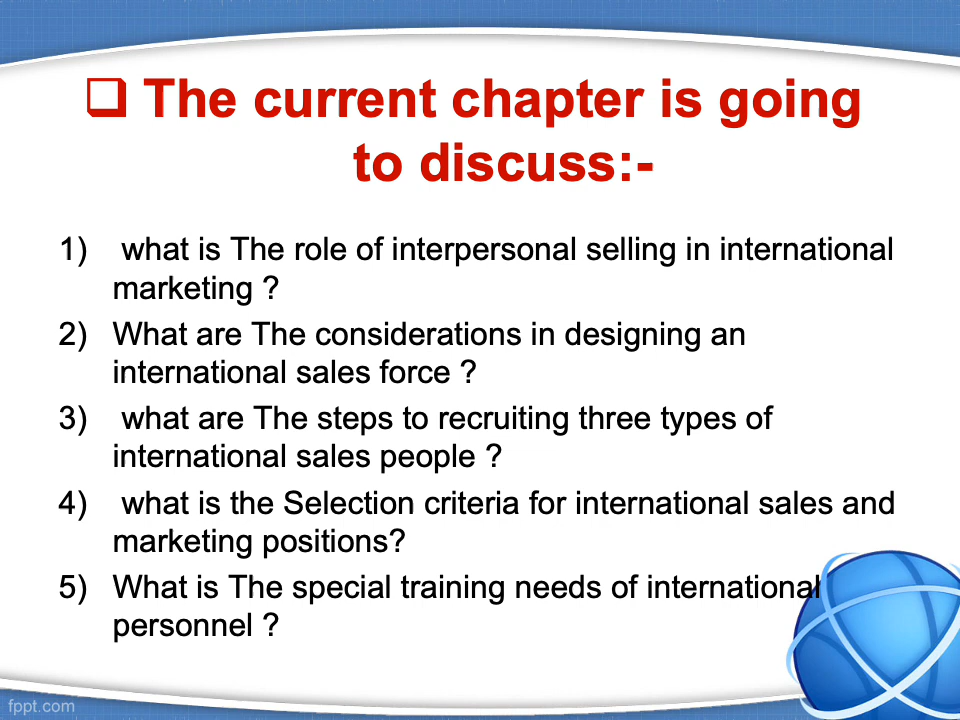 ❑ The current chapter is going
to discuss:-
1) what is The role of interpersonal selling in international
marketing ?
2) What are The considerations in designing an
international sales force ?
3) what are The steps to recruiting three types of
international sales people ?
4) what is the Selection criteria for international sales and
marketing positions?
5) What is The special training needs of international
personnel ?
fppt.com